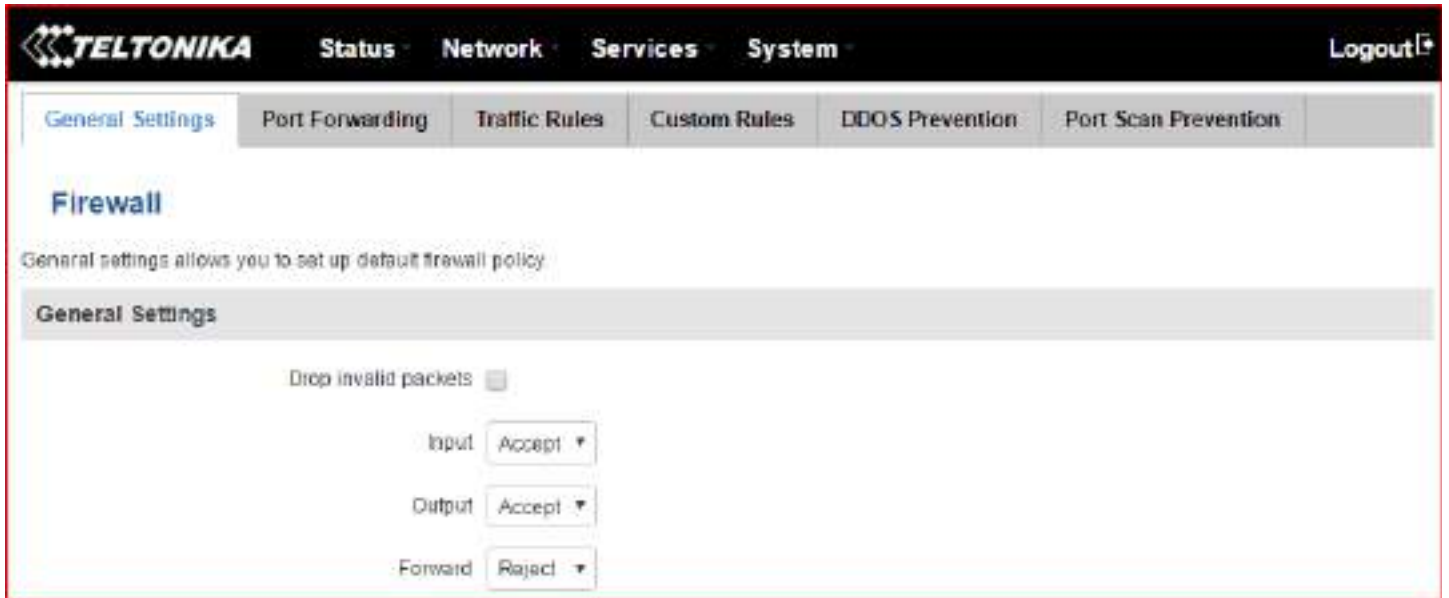 TELTONIKA Status Network Services System Logout
General Settings Port Forwarding Traffic Rules Custom Rules DDOS Prevention Port Scan Prevention
Firewall
General settings allows you to set up default firewall policy
General Settings
Drop invalid packets
Input Accept
Output Accept
Forward Reject